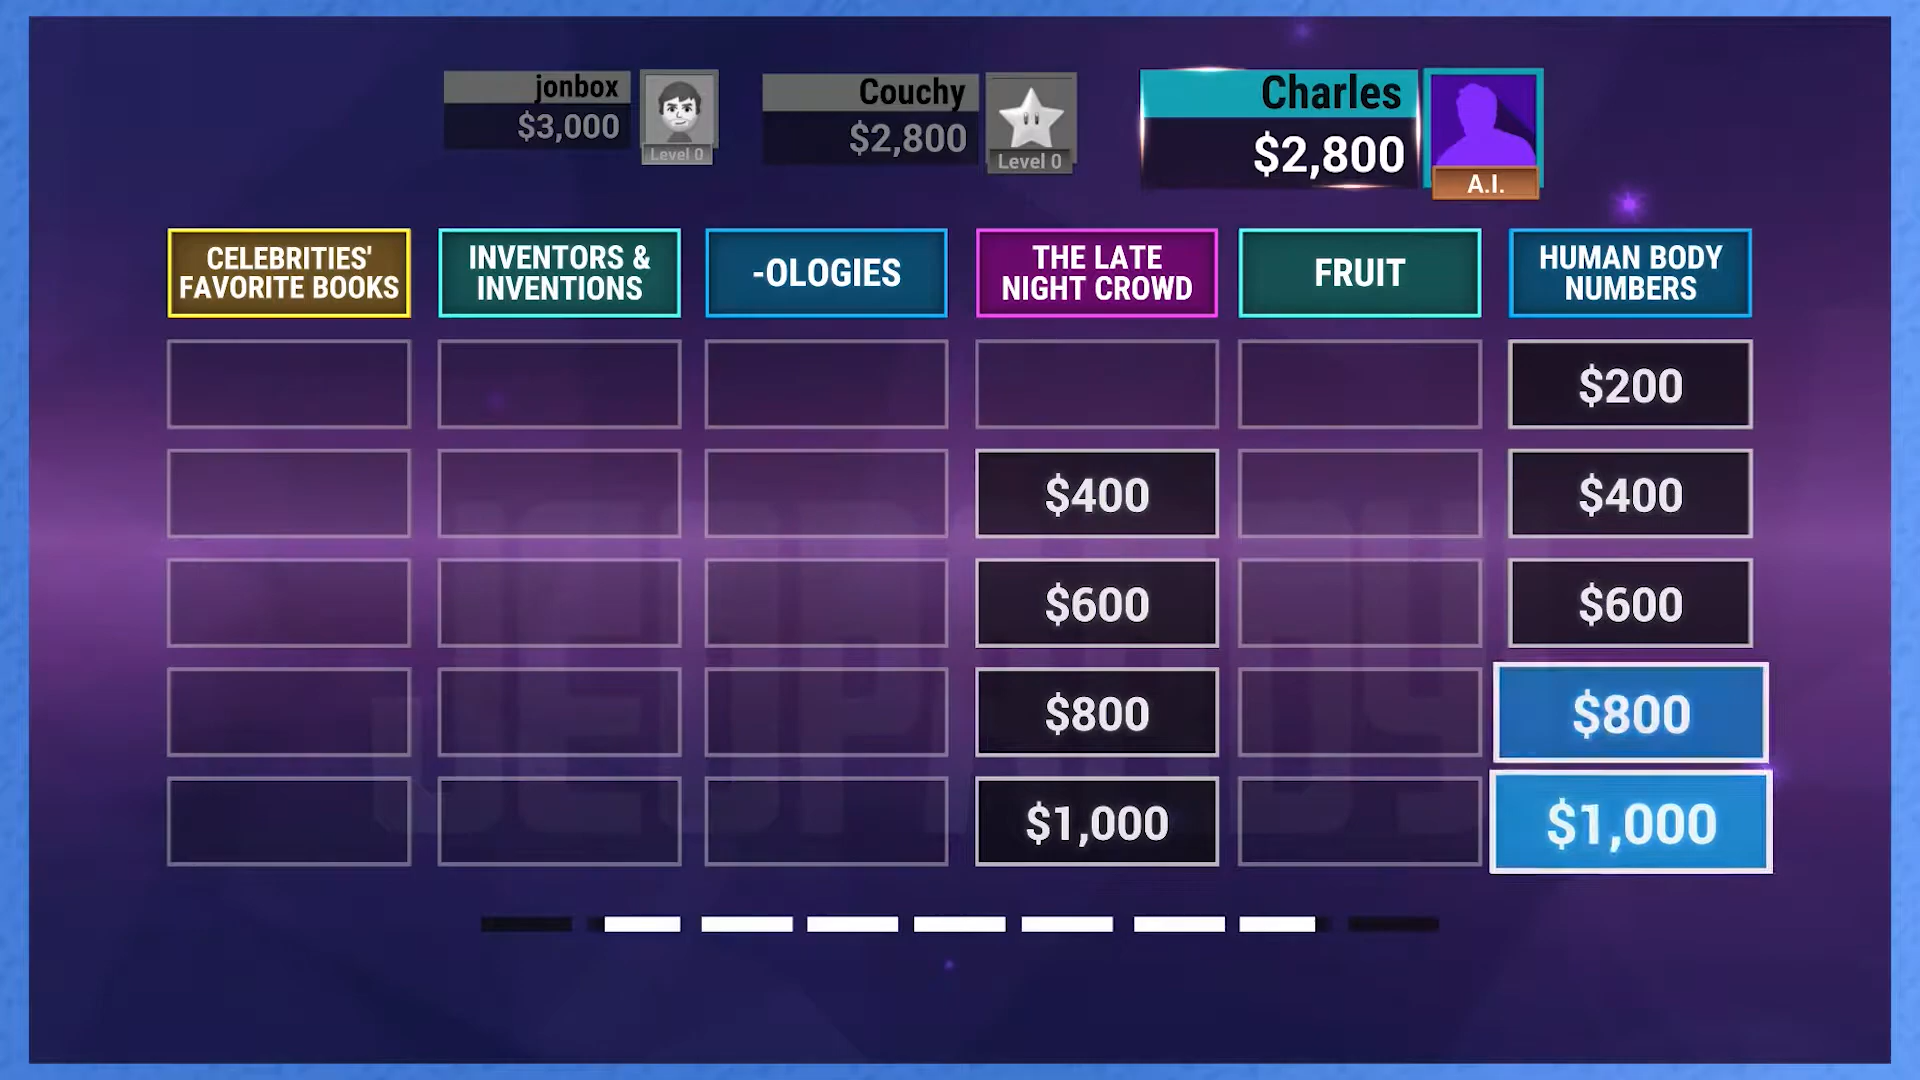 jonbox
$3,000
Level 0
Couchy
$2,800
Level 0
Charles
$2,800
A.I.
CELEBRITIES'
FAVORITE BOOKS
INVENTORS &
INVENTIONS
-OLOGIES
THE LATE
NIGHT CROWD
FRUIT
HUMAN BODY
NUMBERS
$200
$400
$400
$600
$600
$800
$800
$1,000
$1,000
JEOPARDY